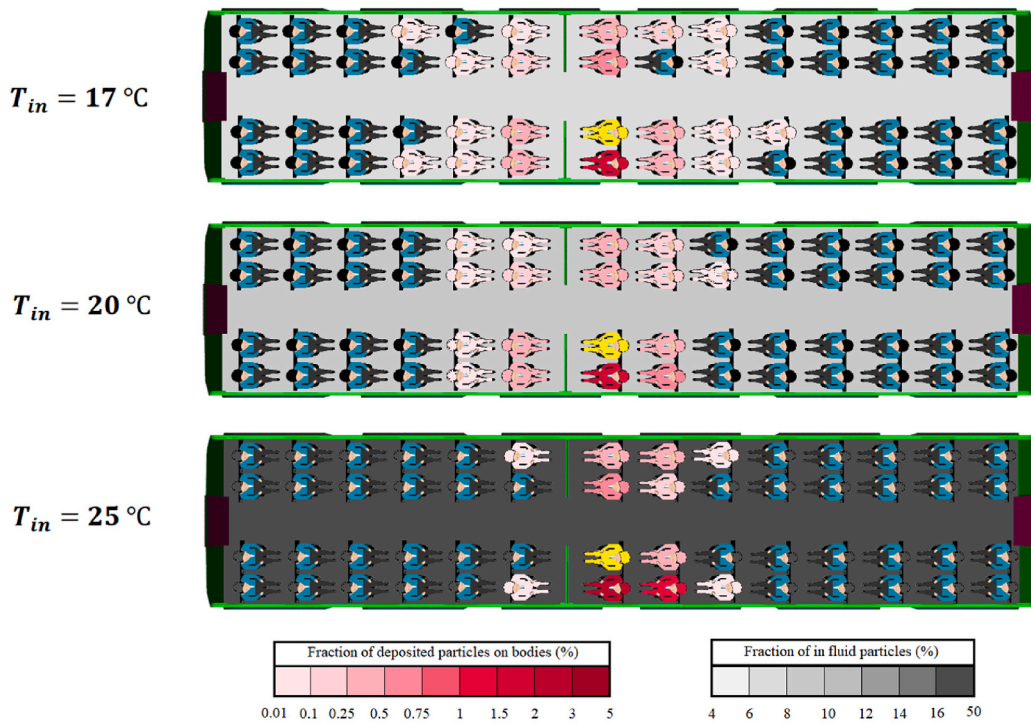 T_in = 17 °C
T_in = 20 °C
T_in = 25 °C
Fraction of deposited particles on bodies (%)
0.01 0.1 0.25 0.5 0.75 1 1.5 2 3 5
Fraction of in fluid particles (%)
4 6 8 10 12 14 16 50